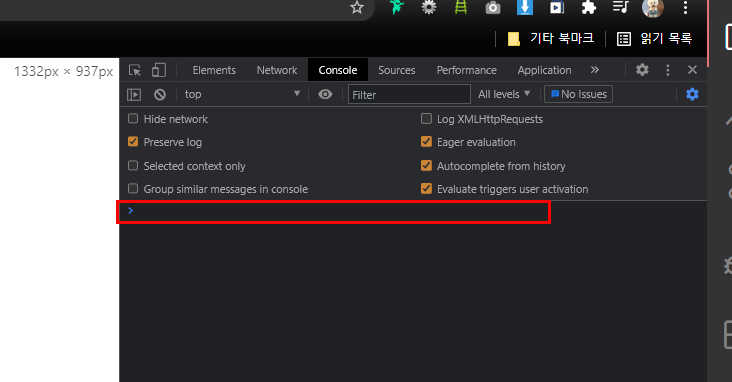 기타 북마크 읽기 목록
1332px × 937px
Elements Network Console Sources Performance Application »
top Filter All levels No Issues
Hide network Log XMLHttpRequests
Preserve log Eager evaluation
Selected context only Autocomplete from history
Group similar messages in console Evaluate triggers user activation
>